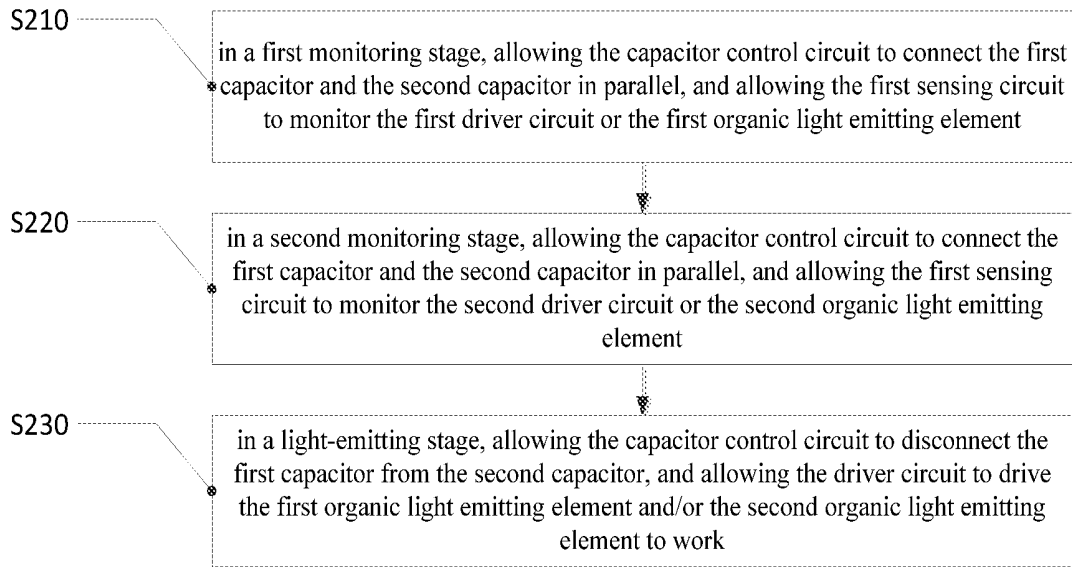 S210
in a first monitoring stage, allowing the capacitor control circuit to connect the first
capacitor and the second capacitor in parallel, and allowing the first sensing circuit
to monitor the first driver circuit or the first organic light emitting element
S220
in a second monitoring stage, allowing the capacitor control circuit to connect the
first capacitor and the second capacitor in parallel, and allowing the first sensing
circuit to monitor the second driver circuit or the second organic light emitting
element
S230
in a light-emitting stage, allowing the capacitor control circuit to disconnect the
first capacitor from the second capacitor, and allowing the driver circuit to drive
the first organic light emitting element and/or the second organic light emitting
element to work